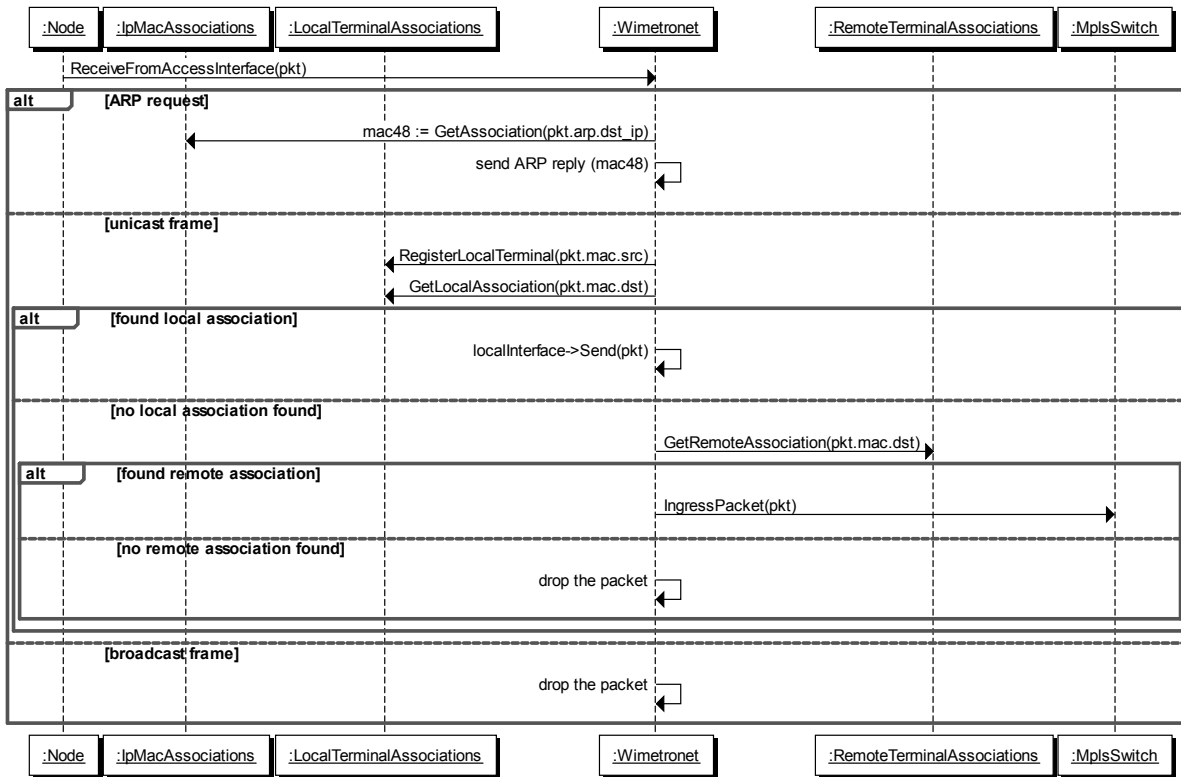 :Node :IpMacAssociations :LocalTerminalAssociations :Wimetronet :RemoteTerminalAssociations :MplsSwitch
ReceiveFromAccessInterface(pkt)
alt [ARP request]
mac48 := GetAssociation(pkt.arp.dst_ip)
send ARP reply (mac48)
[unicast frame]
RegisterLocalTerminal(pkt.mac.src)
GetLocalAssociation(pkt.mac.dst)
alt [found local association]
localInterface->Send(pkt)
[no local association found]
GetRemoteAssociation(pkt.mac.dst)
alt [found remote association]
IngressPacket(pkt)
[no remote association found]
drop the packet
[broadcast frame]
drop the packet
:Node :IpMacAssociations :LocalTerminalAssociations :Wimetronet :RemoteTerminalAssociations :MplsSwitch